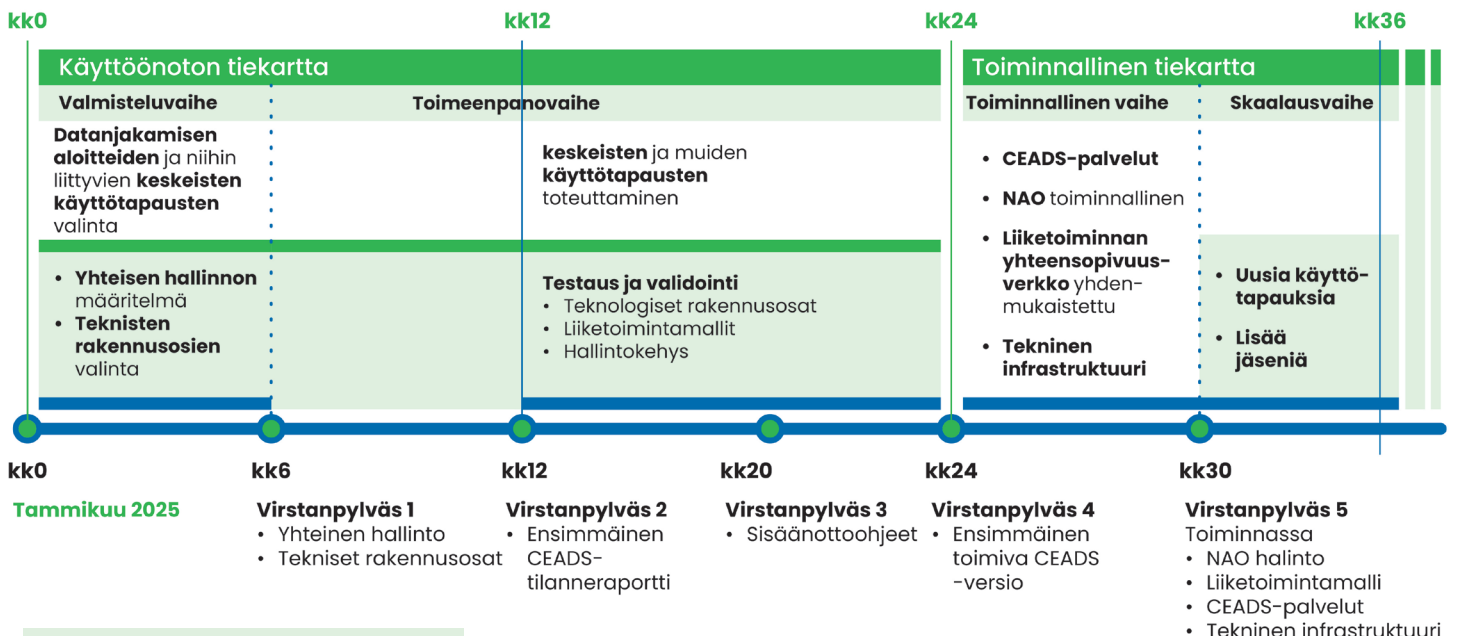 kk0
kk12
kk24
kk36
Käyttöönoton tiekartta
Toiminnallinen tiekartta
Valmisteluvaihe
Toimeenpanovaihe
Toiminnallinen vaihe
Skaalausvaihe
Datanjakamisen
aloitteiden ja niihin
liittyvien keskeisten
käyttötapausten
valinta
keskeisten ja muiden
käyttötapausten
toteuttaminen
• Yhteisen hallinnon
määritelmä
• Teknisten
rakennusosien
valinta
Testaus ja validointi
• Teknologiset rakennusosat
• Liiketoimintamallit
• Hallintokehys
• CEADS-palvelut
• NAO toiminnallinen
• Liiketoiminnan
yhteensopivuus-
verkko yhden-
mukaistettu
• Tekninen
infrastruktuuri
• Uusia käyttö-
tapauksia
• Lisää
jäseniä
kk0
kk6
kk12
kk20
kk24
kk30
Tammikuu 2025
Virstanpylväs 1
• Yhteinen hallinto
• Tekniset rakennusosat
Virstanpylväs 2
• Ensimmäinen
CEADS-
tilanneraportti
Virstanpylväs 3
• Sisäänottoohjeet
Virstanpylväs 4
• Ensimmäinen
toimiva CEADS
-versio
Virstanpylväs 5
Toiminnassa
• NAO halinto
• Liiketoimintamalli
• CEADS-palvelut
• Tekninen infrastruktuuri